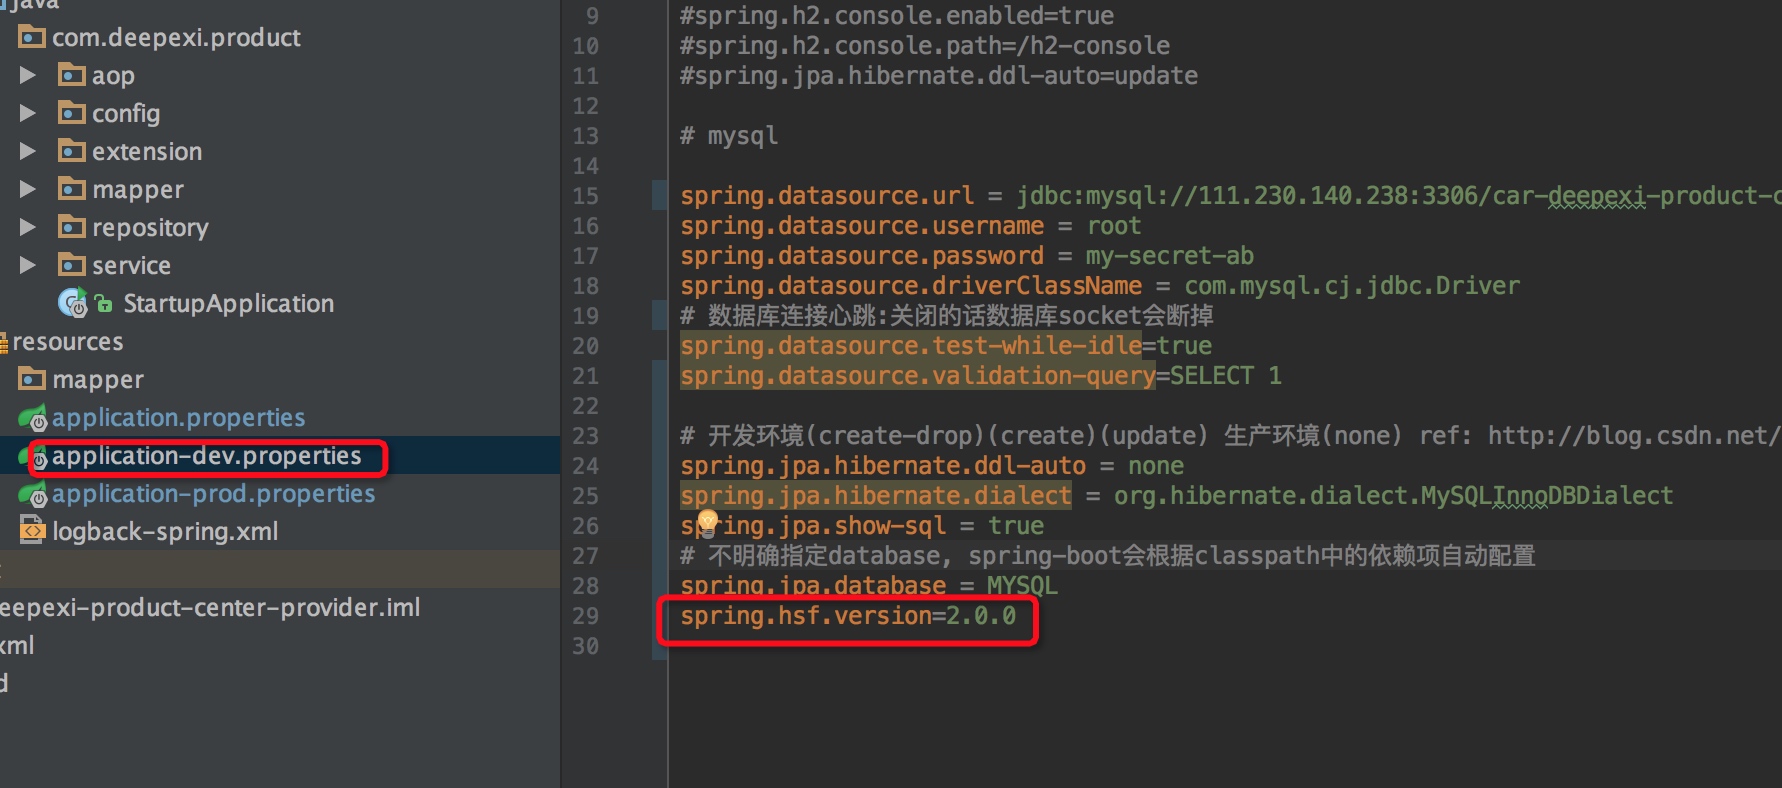 java
com.deepexi.product
aop
config
extension
mapper
repository
service
StartupApplication
resources
mapper
application.properties
application-dev.properties
application-prod.properties
logback-spring.xml
eepexi-product-center-provider.iml
xml
d
9 #spring.h2.console.enabled=true
10 #spring.h2.console.path=/h2-console
11 #spring.jpa.hibernate.ddl-auto=update
12
13 # mysql
14
15 spring.datasource.url = jdbc:mysql://111.230.140.238:3306/car-deepexi-product-c
16 spring.datasource.username = root
17 spring.datasource.password = my-secret-ab
18 spring.datasource.driverClassName = com.mysql.cj.jdbc.Driver
19 # 数据库连接心跳:关闭的话数据库socket会断掉
20 spring.datasource.test-while-idle=true
21 spring.datasource.validation-query=SELECT 1
22
23 # 开发环境(create-drop)(create)(update) 生产环境(none) ref: http://blog.csdn.net/
24 spring.jpa.hibernate.ddl-auto = none
25 spring.jpa.hibernate.dialect = org.hibernate.dialect.MySQLInnoDBDialect
26 spring.jpa.show-sql = true
27 # 不明确指定database, spring-boot会根据classpath中的依赖项自动配置
28 spring.jpa.database = MYSQL
29 spring.hsf.version=2.0.0
30